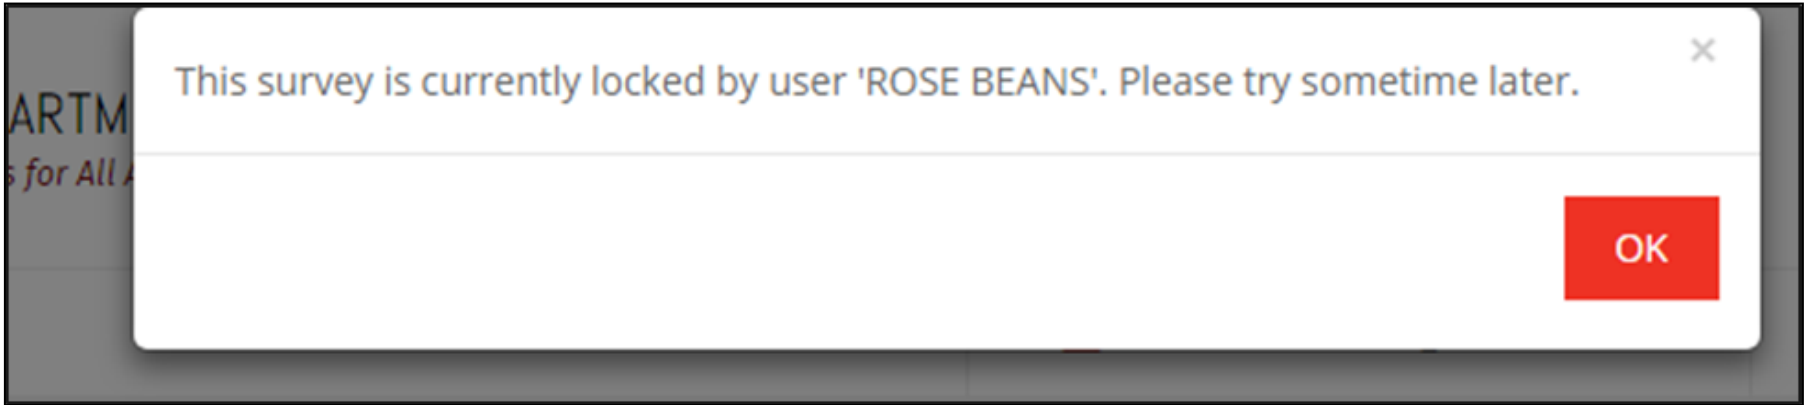 This survey is currently locked by user 'ROSE BEANS'. Please try sometime later.
×
ARTM
s for All A
OK